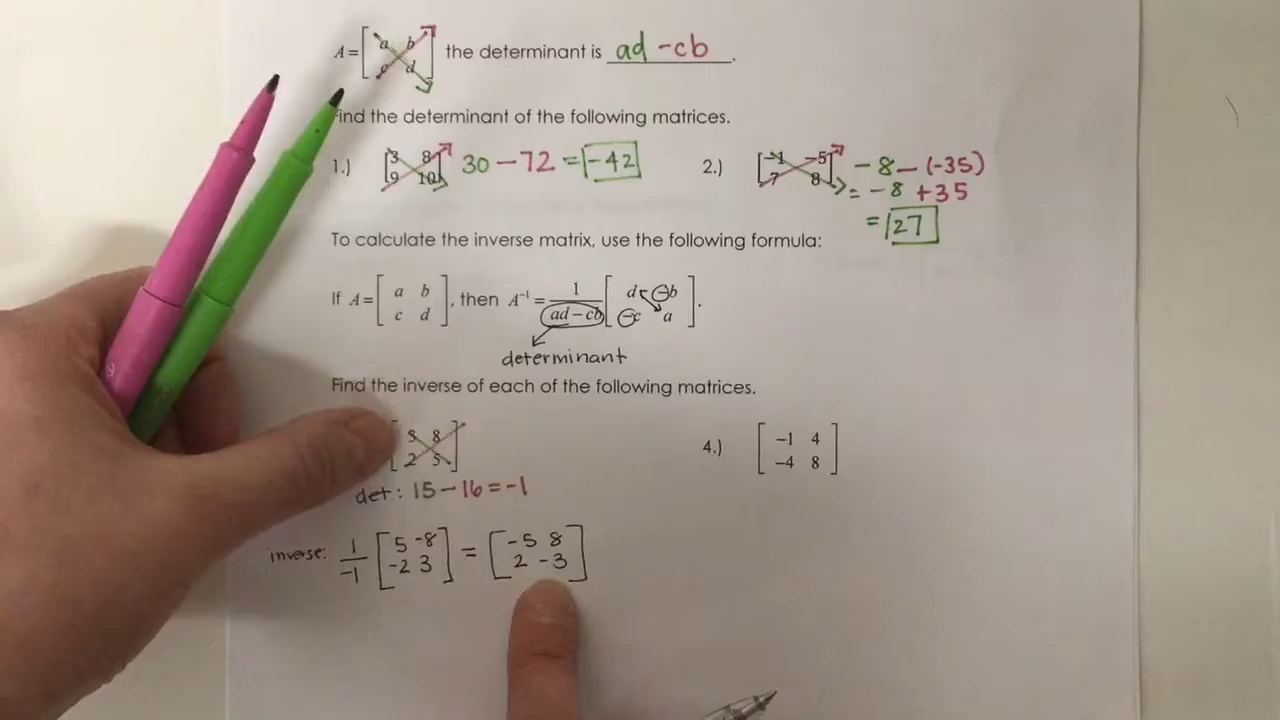 A = [ a b the determinant is ad - cb .
c d ]
Find the determinant of the following matrices.
1.) [ 3 8 30 - 72 = -42
9 10 ]
2.) [ -1 -5 -8 - (-35)
7 8 ] = -8 + 35
= 27
To calculate the inverse matrix, use the following formula:
If A = [ a b c d ], then A⁻¹ = 1 / ad - cb [ d -b -c a ].
determinant
Find the inverse of each of the following matrices.
[ 8
2 5 ]
det: 15 - 16 = -1
inverse: 1 / -1 [ 5 -8 -2 3 ] = [ -5 8 2 -3 ]
4.) [ -1 4
-4 8 ]